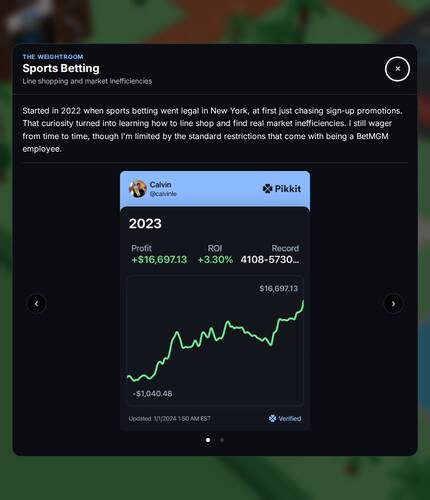 THE WEIGHTROOM
Sports Betting
Line shopping and market inefficiencies
×
Started in 2022 when sports betting went legal in New York, at first just chasing sign-up promotions.
That curiosity turned into learning how to line shop and find real market inefficiencies. I still wager
from time to time, though I'm limited by the standard restrictions that come with being a BetMGM
employee.
Calvin
@calvinle
Pikkit
2023
Profit ROI Record
+$16,697.13 +3.30% 4108-5730...
$16,697.13
-$1,040.48
Updated: 1/1/2024 1:50 AM EST
Verified